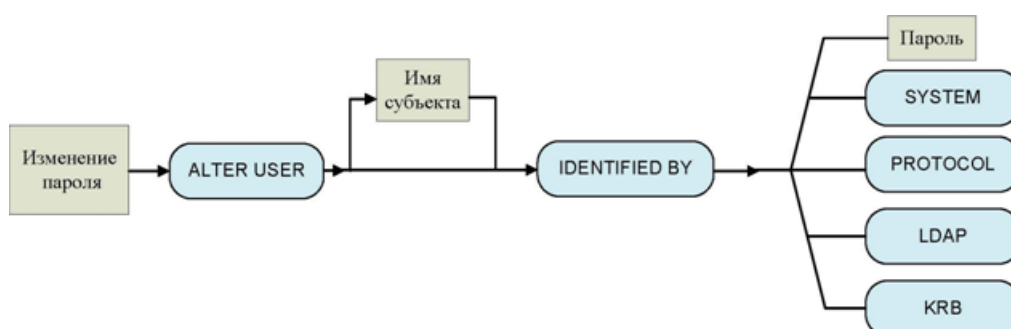 Изменение
пароля
ALTER USER
Имя
субъекта
IDENTIFIED BY
Пароль
SYSTEM
PROTOCOL
LDAP
KRB